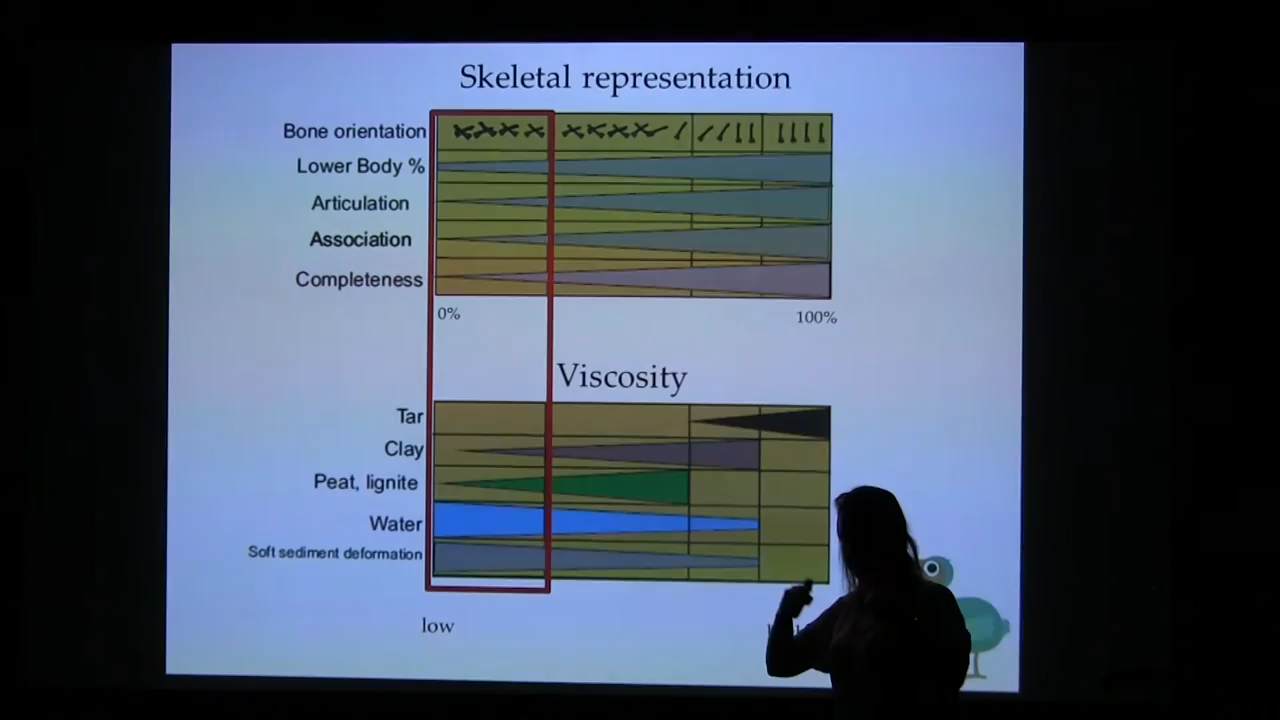 Skeletal representation
Bone orientation
Lower Body %
Articulation
Association
Completeness
0% 100%
Viscosity
Tar
Clay
Peat, lignite
Water
Soft sediment deformation
low